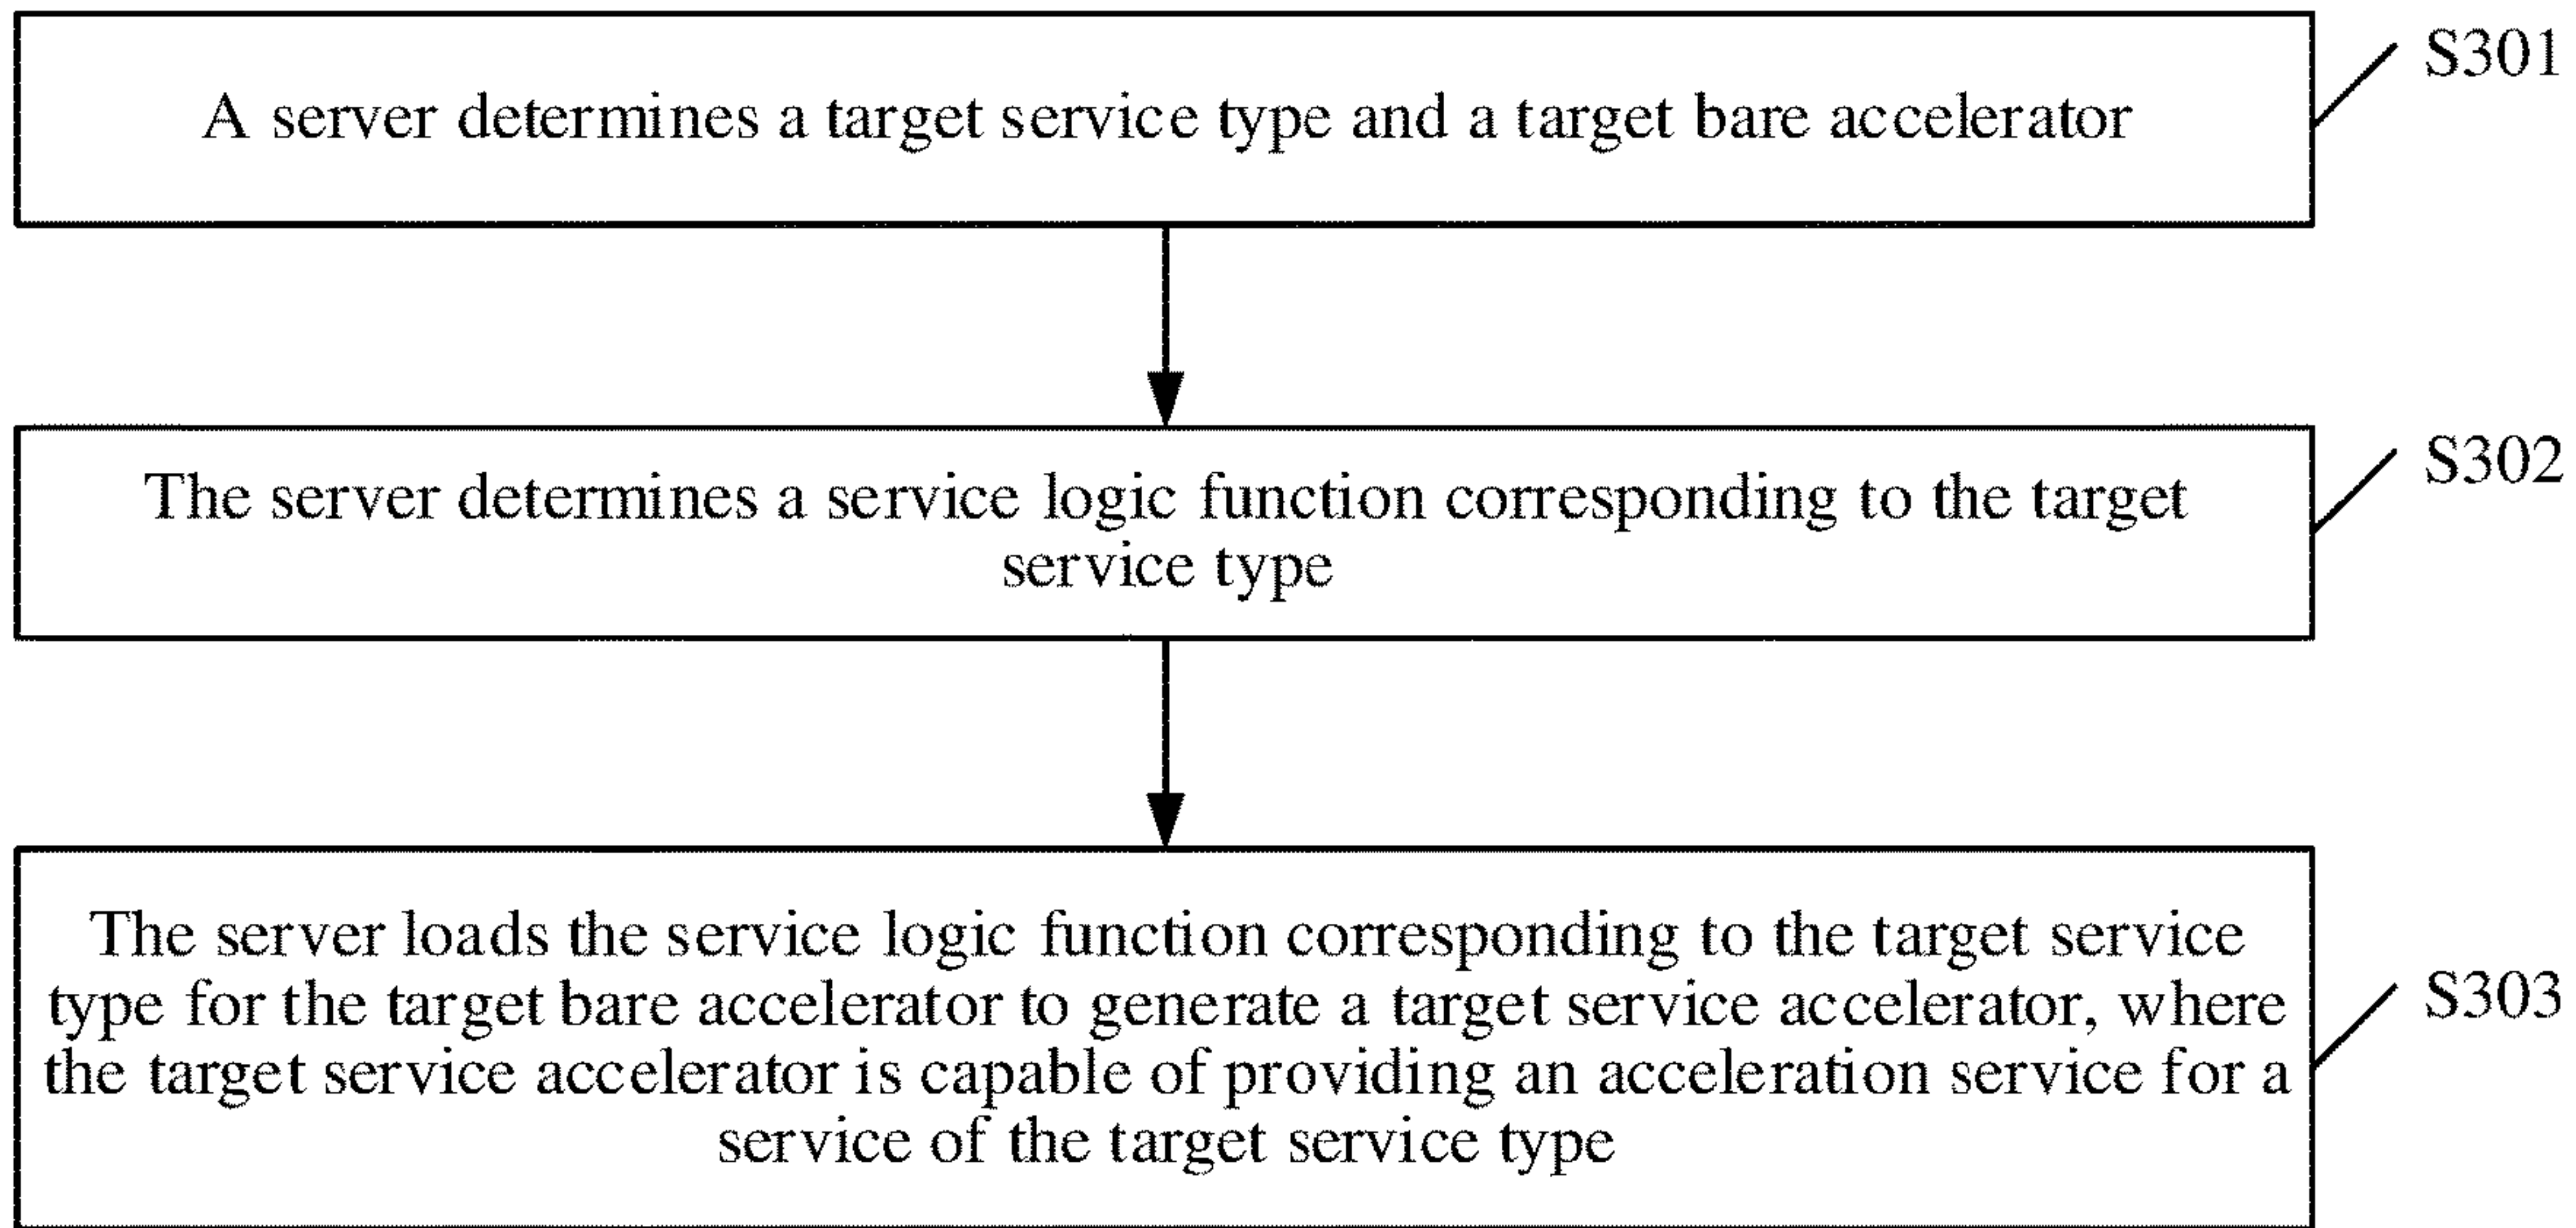 A server determines a target service type and a target bare accelerator
S301
The server determines a service logic function corresponding to the target
service type
S302
The server loads the service logic function corresponding to the target service
type for the target bare accelerator to generate a target service accelerator, where
the target service accelerator is capable of providing an acceleration service for a
service of the target service type
S303